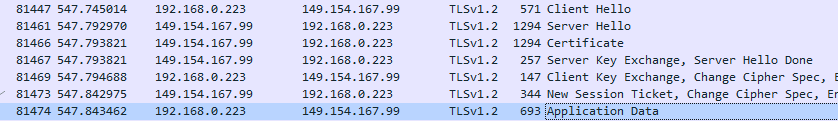 81447 547.745014 192.168.0.223 149.154.167.99 TLSv1.2 571 Client Hello
81461 547.792970 149.154.167.99 192.168.0.223 TLSv1.2 1294 Server Hello
81466 547.793821 149.154.167.99 192.168.0.223 TLSv1.2 1294 Certificate
81467 547.793821 149.154.167.99 192.168.0.223 TLSv1.2 257 Server Key Exchange, Server Hello Done
81469 547.794688 192.168.0.223 149.154.167.99 TLSv1.2 147 Client Key Exchange, Change Cipher Spec, E
81473 547.842975 149.154.167.99 192.168.0.223 TLSv1.2 344 New Session Ticket, Change Cipher Spec, En
81474 547.843462 192.168.0.223 149.154.167.99 TLSv1.2 693 Application Data